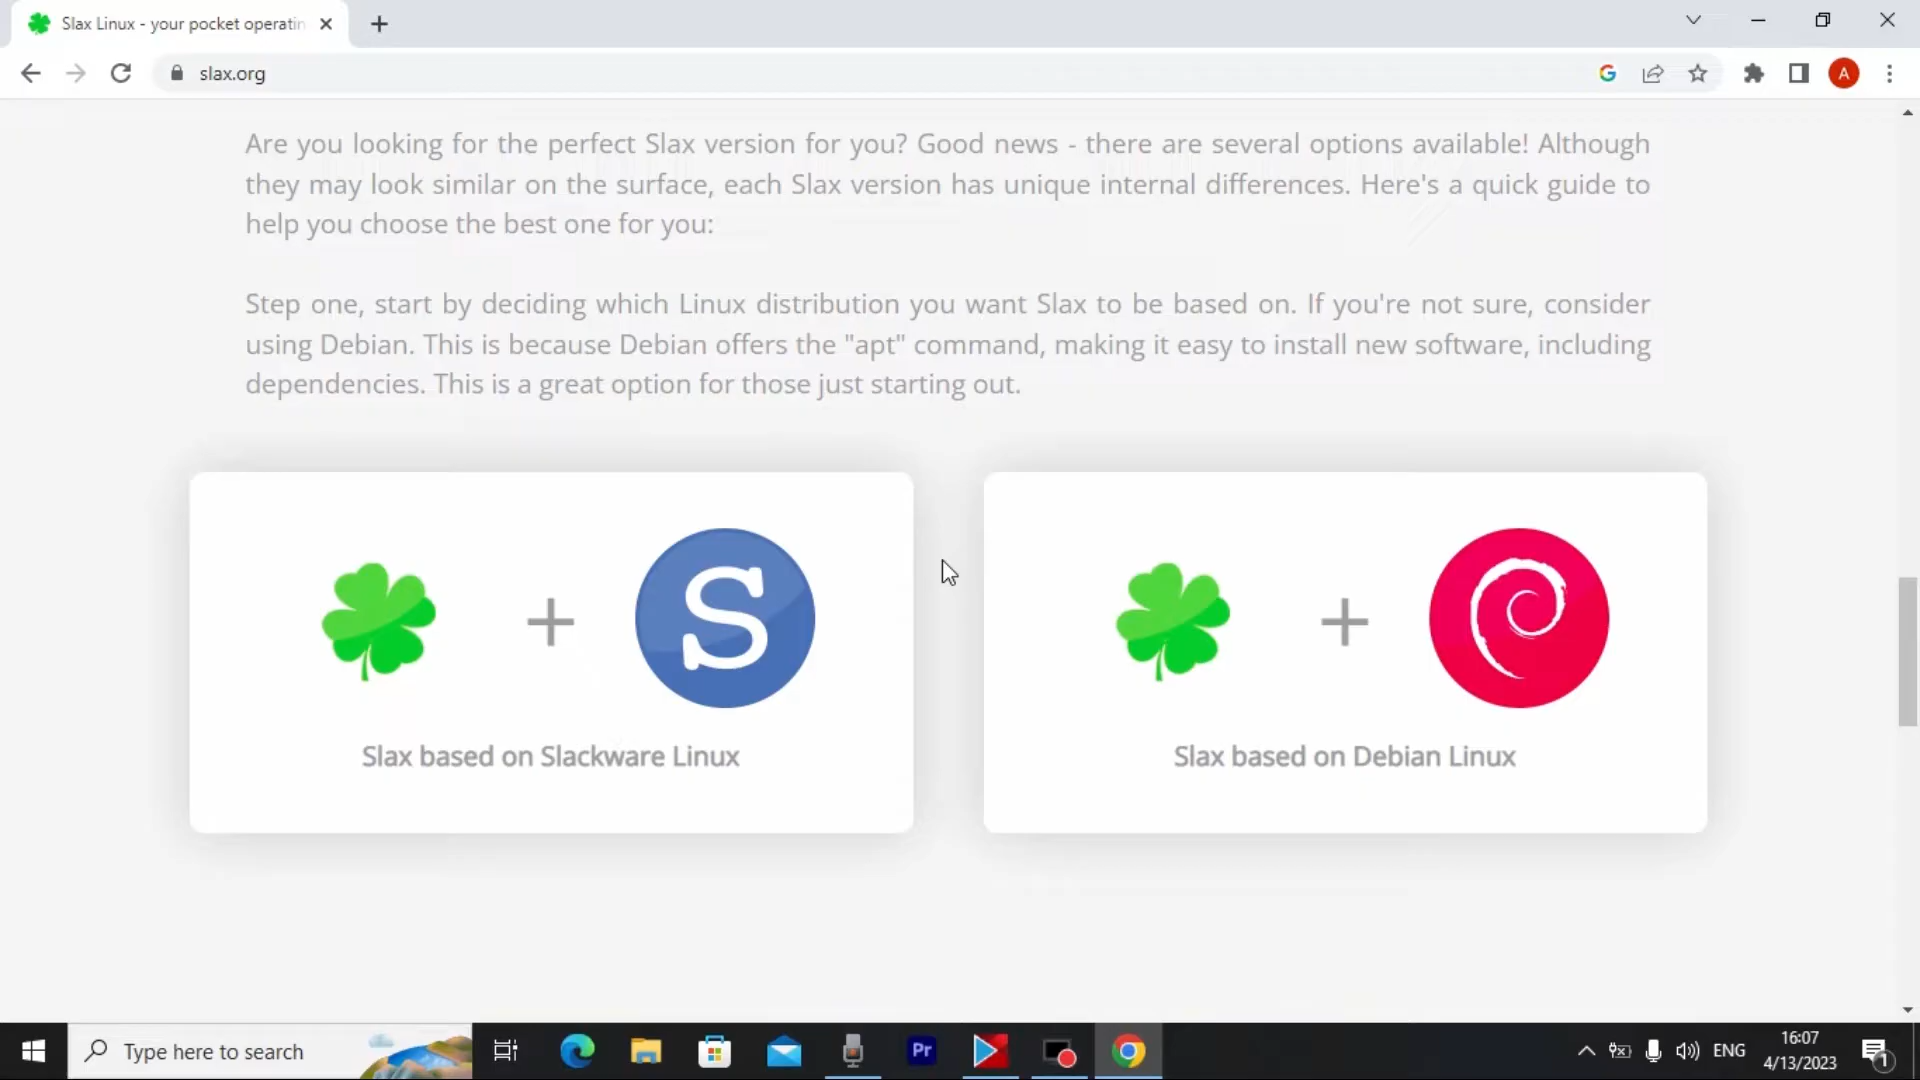 Slax Linux - your pocket operatin
slax.org
A
Are you looking for the perfect Slax version for you? Good news - there are several options available! Although
they may look similar on the surface, each Slax version has unique internal differences. Here's a quick guide to
help you choose the best one for you:
Step one, start by deciding which Linux distribution you want Slax to be based on. If you're not sure, consider
using Debian. This is because Debian offers the "apt" command, making it easy to install new software, including
dependencies. This is a great option for those just starting out.
+ S
+
Slax based on Slackware Linux
Slax based on Debian Linux
Type here to search
Pr
ENG
16:07
4/13/2023
1